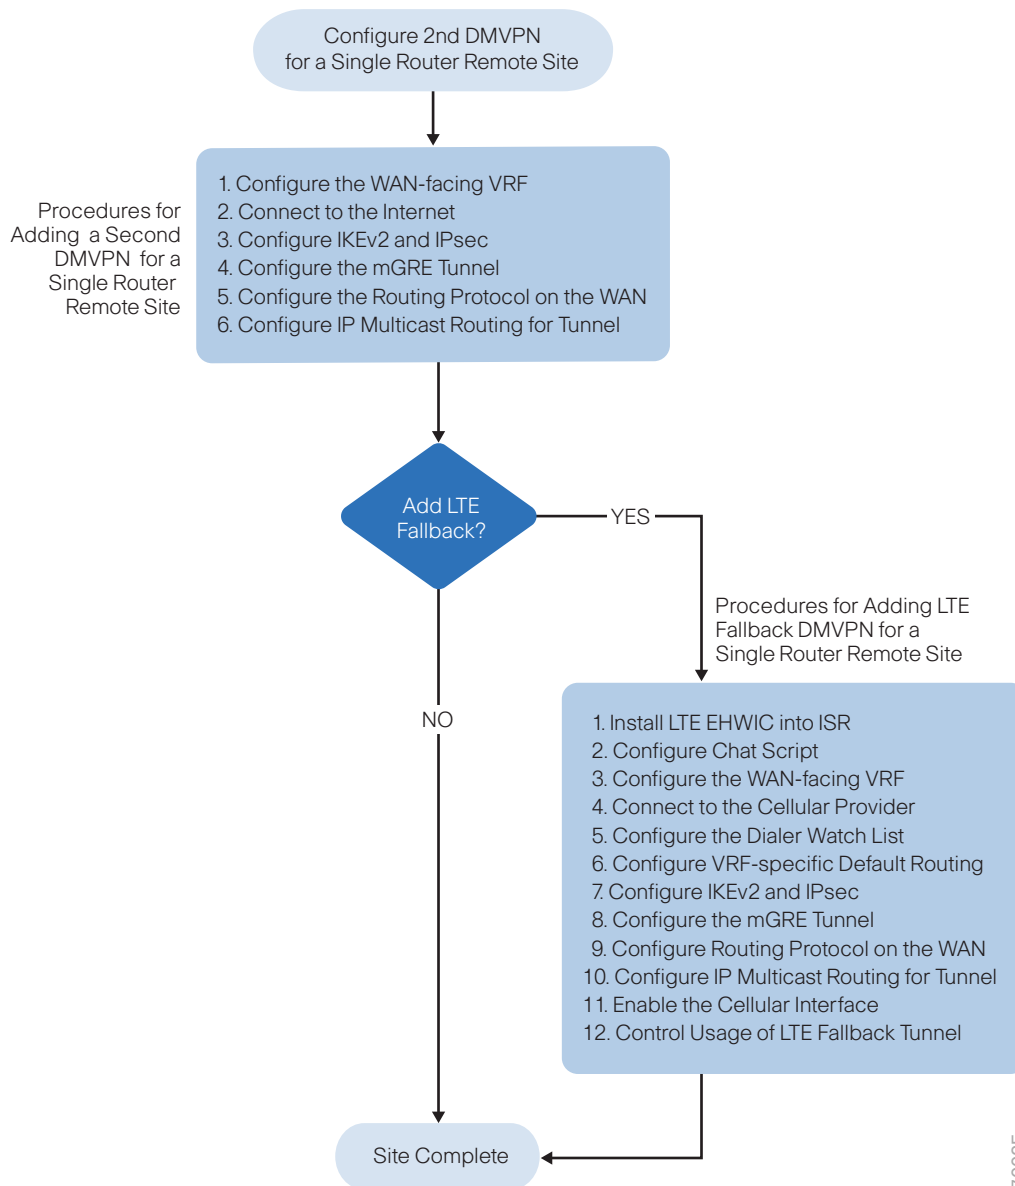 Configure 2nd DMVPN
for a Single Router Remote Site
Procedures for
Adding a Second
DMVPN for a
Single Router
Remote Site
1. Configure the WAN-facing VRF
2. Connect to the Internet
3. Configure IKEv2 and IPsec
4. Configure the mGRE Tunnel
5. Configure the Routing Protocol on the WAN
6. Configure IP Multicast Routing for Tunnel
Add LTE
Fallback?
YES
NO
Procedures for Adding LTE
Fallback DMVPN for a
Single Router Remote Site
1. Install LTE EHWIC into ISR
2. Configure Chat Script
3. Configure the WAN-facing VRF
4. Connect to the Cellular Provider
5. Configure the Dialer Watch List
6. Configure VRF-specific Default Routing
7. Configure IKEv2 and IPsec
8. Configure the mGRE Tunnel
9. Configure Routing Protocol on the WAN
10. Configure IP Multicast Routing for Tunnel
11. Enable the Cellular Interface
12. Control Usage of LTE Fallback Tunnel
Site Complete